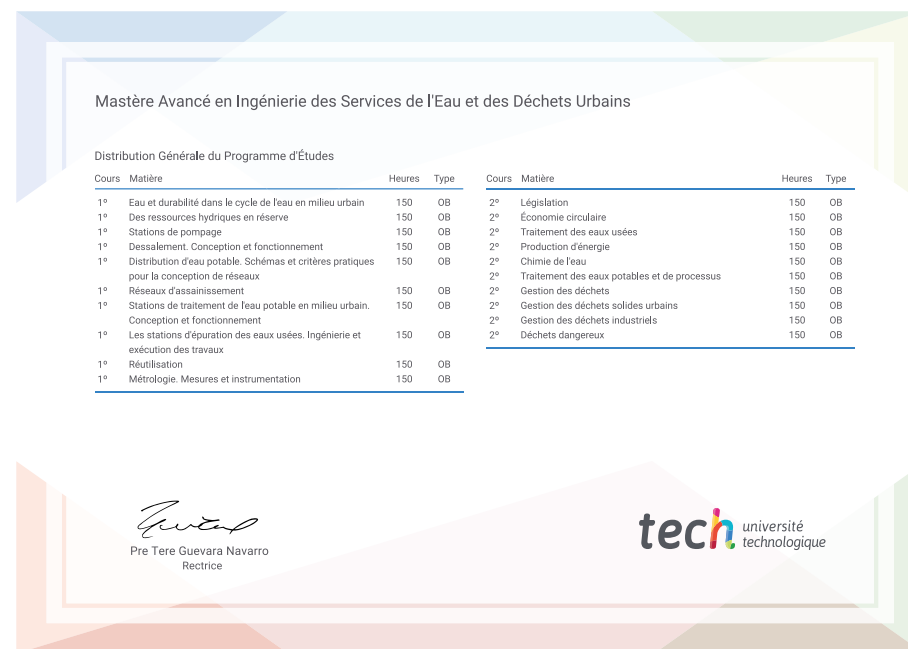 Mastère Avancé en Ingénierie des Services de l'Eau et des Déchets Urbains
Distribution Générale du Programme d'Études
Cours Matière Heures Type
1º Eau et durabilité dans le cycle de l'eau en milieu urbain 150 OB
1º Des ressources hydriques en réserve 150 OB
1º Stations de pompage 150 OB
1º Dessalement. Conception et fonctionnement 150 OB
1º Distribution d'eau potable. Schémas et critères pratiques 150 OB
pour la conception de réseaux
1º Réseaux d'assainissement 150 OB
1º Stations de traitement de l'eau potable en milieu urbain. 150 OB
Conception et fonctionnement
1º Les stations d'épuration des eaux usées. Ingénierie et 150 OB
exécution des travaux
1º Réutilisation 150 OB
1º Métrologie. Mesures et instrumentation 150 OB
Cours Matière Heures Type
2º Législation 150 OB
2º Économie circulaire 150 OB
2º Traitement des eaux usées 150 OB
2º Production d'énergie 150 OB
2º Chimie de l'eau 150 OB
2º Traitement des eaux potables et de processus 150 OB
2º Gestion des déchets 150 OB
2º Gestion des déchets solides urbains 150 OB
2º Gestion des déchets industriels 150 OB
2º Déchets dangereux 150 OB
Pre Tere Guevara Navarro
Rectrice
tech université
technologique